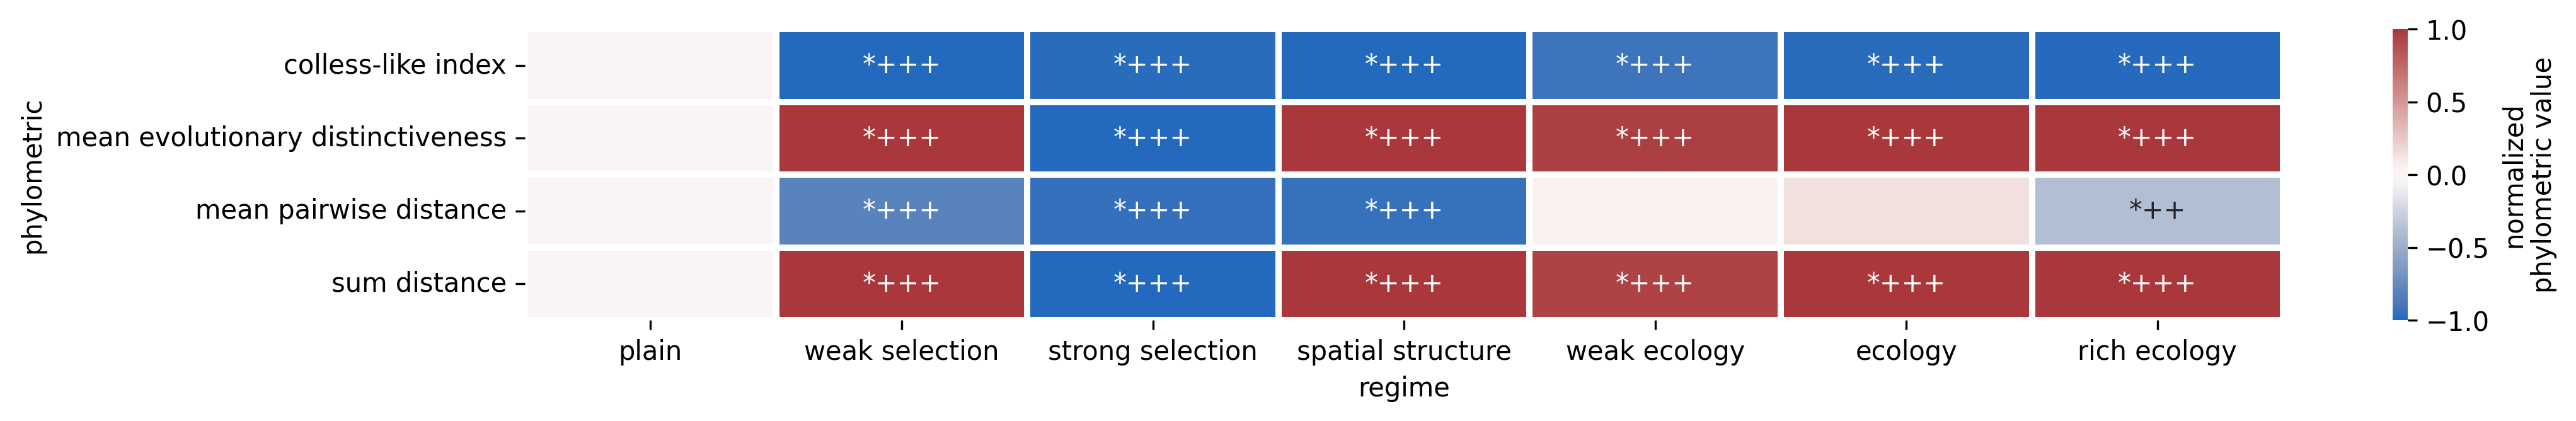 phylometric
colless-like index
*+++ *+++ *+++ *+++ *+++ *+++
mean evolutionary distinctiveness
*+++ *+++ *+++ *+++ *+++ *+++
mean pairwise distance
*+++ *+++ *+++ *++
sum distance
*+++ *+++ *+++ *+++ *+++ *+++
plain weak selection strong selection spatial structure weak ecology ecology rich ecology
regime
1.0
0.5
0.0
−0.5
−1.0
normalized
phylometric value